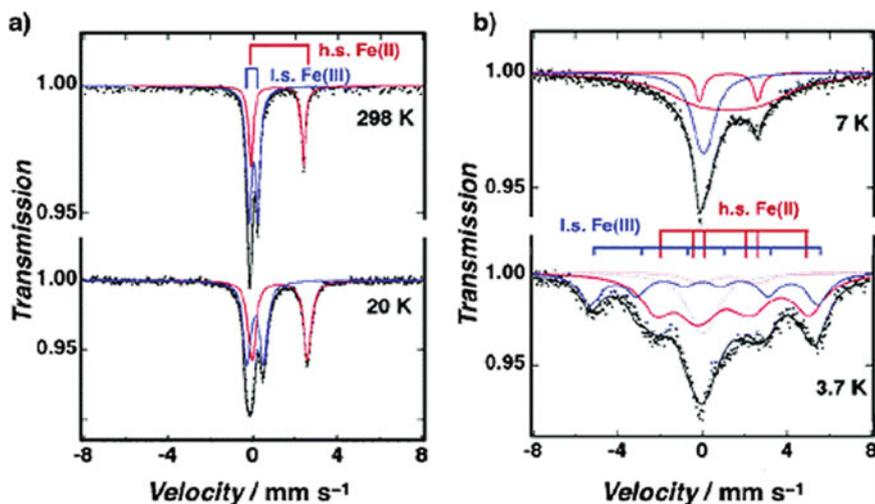 a)
h.s. Fe(II)
l.s. Fe(III)
1.00
298 K
0.95
1.00
20 K
0.95
Transmission
-8 -4 0 4 8
Velocity / mm s–1
b)
1.00
7 K
0.95
h.s. Fe(II)
l.s. Fe(III)
1.00
0.95
3.7 K
Transmission
-8 -4 0 4 8
Velocity / mm s–1